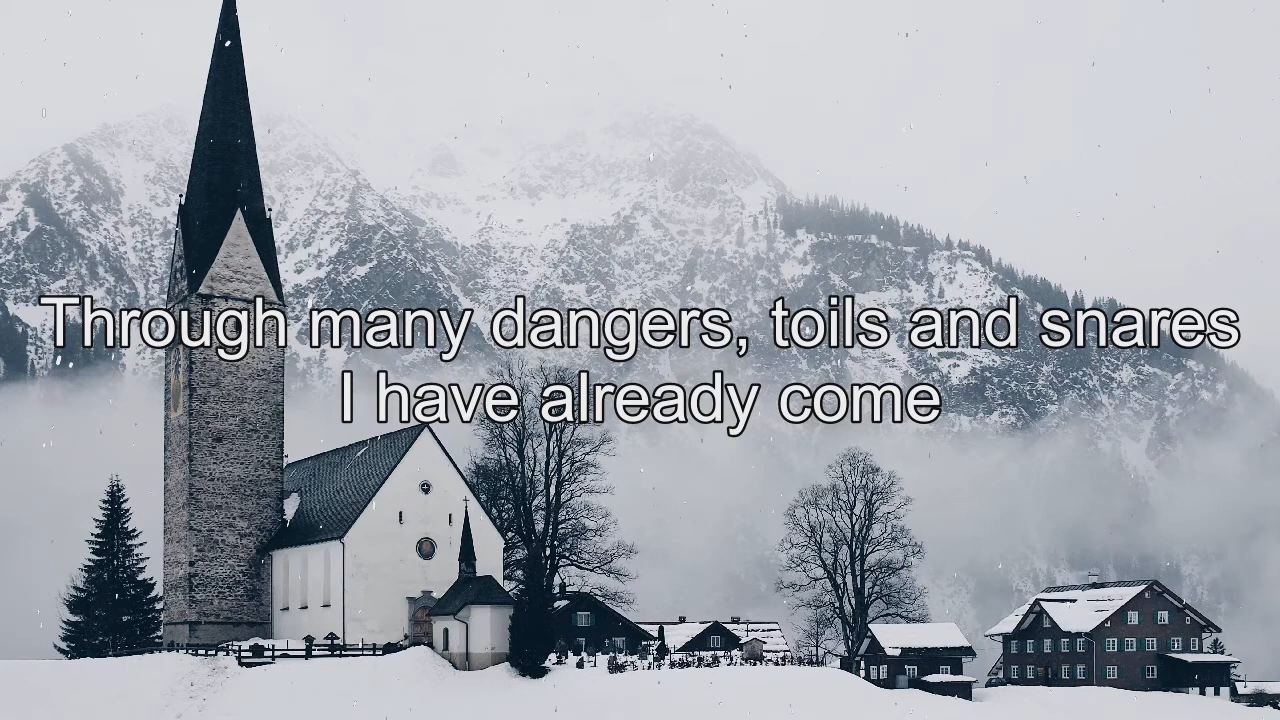 Through many dangers, toils and snares
I have already come